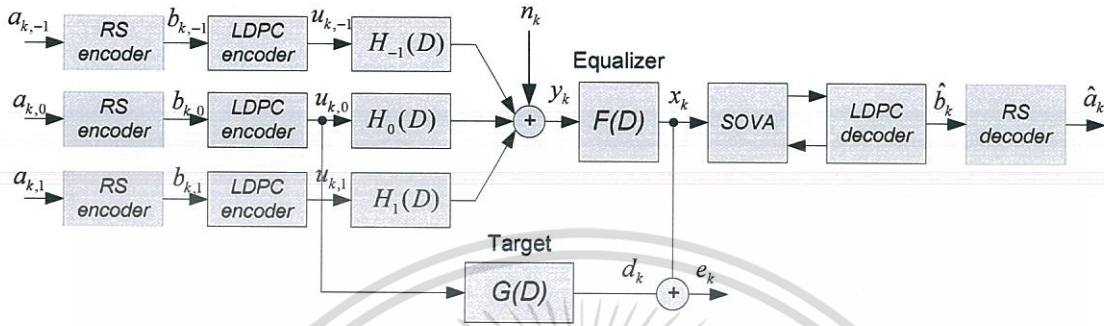 a_{k,-1} RS encoder b_{k,-1} LDPC encoder u_{k,-1} H_{-1}(D) n_k
Equalizer
a_{k,0} RS encoder b_{k,0} LDPC encoder u_{k,0} H_0(D) + y_k F(D) x_k SOVA LDPC decoder \hat{b}_k RS decoder \hat{a}_k
a_{k,1} RS encoder b_{k,1} LDPC encoder u_{k,1} H_1(D)
Target
G(D) d_k + e_k